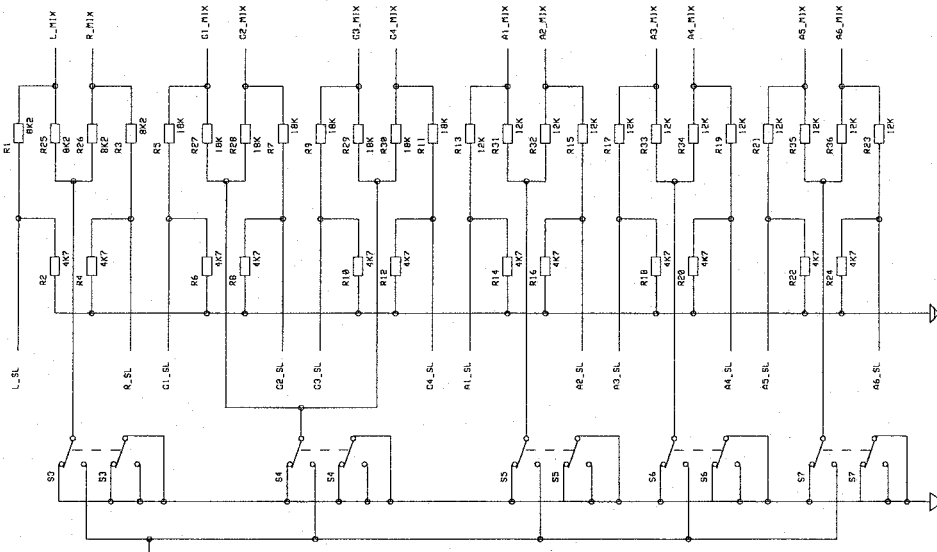 L_MIX
R_MIX
G1_MIX
G2_MIX
G3_MIX
G4_MIX
A1_MIX
A2_MIX
A3_MIX
A4_MIX
A5_MIX
A6_MIX
R1
8K2
R25
8K2
R26
8K2
R3
8K2
R5
18K
R27
18K
R28
18K
R7
18K
R9
18K
R29
18K
R30
18K
R11
18K
R13
12K
R31
12K
R32
12K
R15
12K
R17
12K
R33
12K
R34
12K
R19
12K
R21
12K
R35
12K
R36
12K
R23
12K
R2
4K7
R4
4K7
R6
4K7
R8
4K7
R10
4K7
R12
4K7
R14
4K7
R16
4K7
R18
4K7
R20
4K7
R22
4K7
R24
4K7
L_SL
R_SL
G1_SL
G2_SL
G3_SL
G4_SL
A1_SL
A2_SL
A3_SL
A4_SL
A5_SL
A6_SL
S3
S3
S4
S4
S5
S5
S6
S6
S7
S7